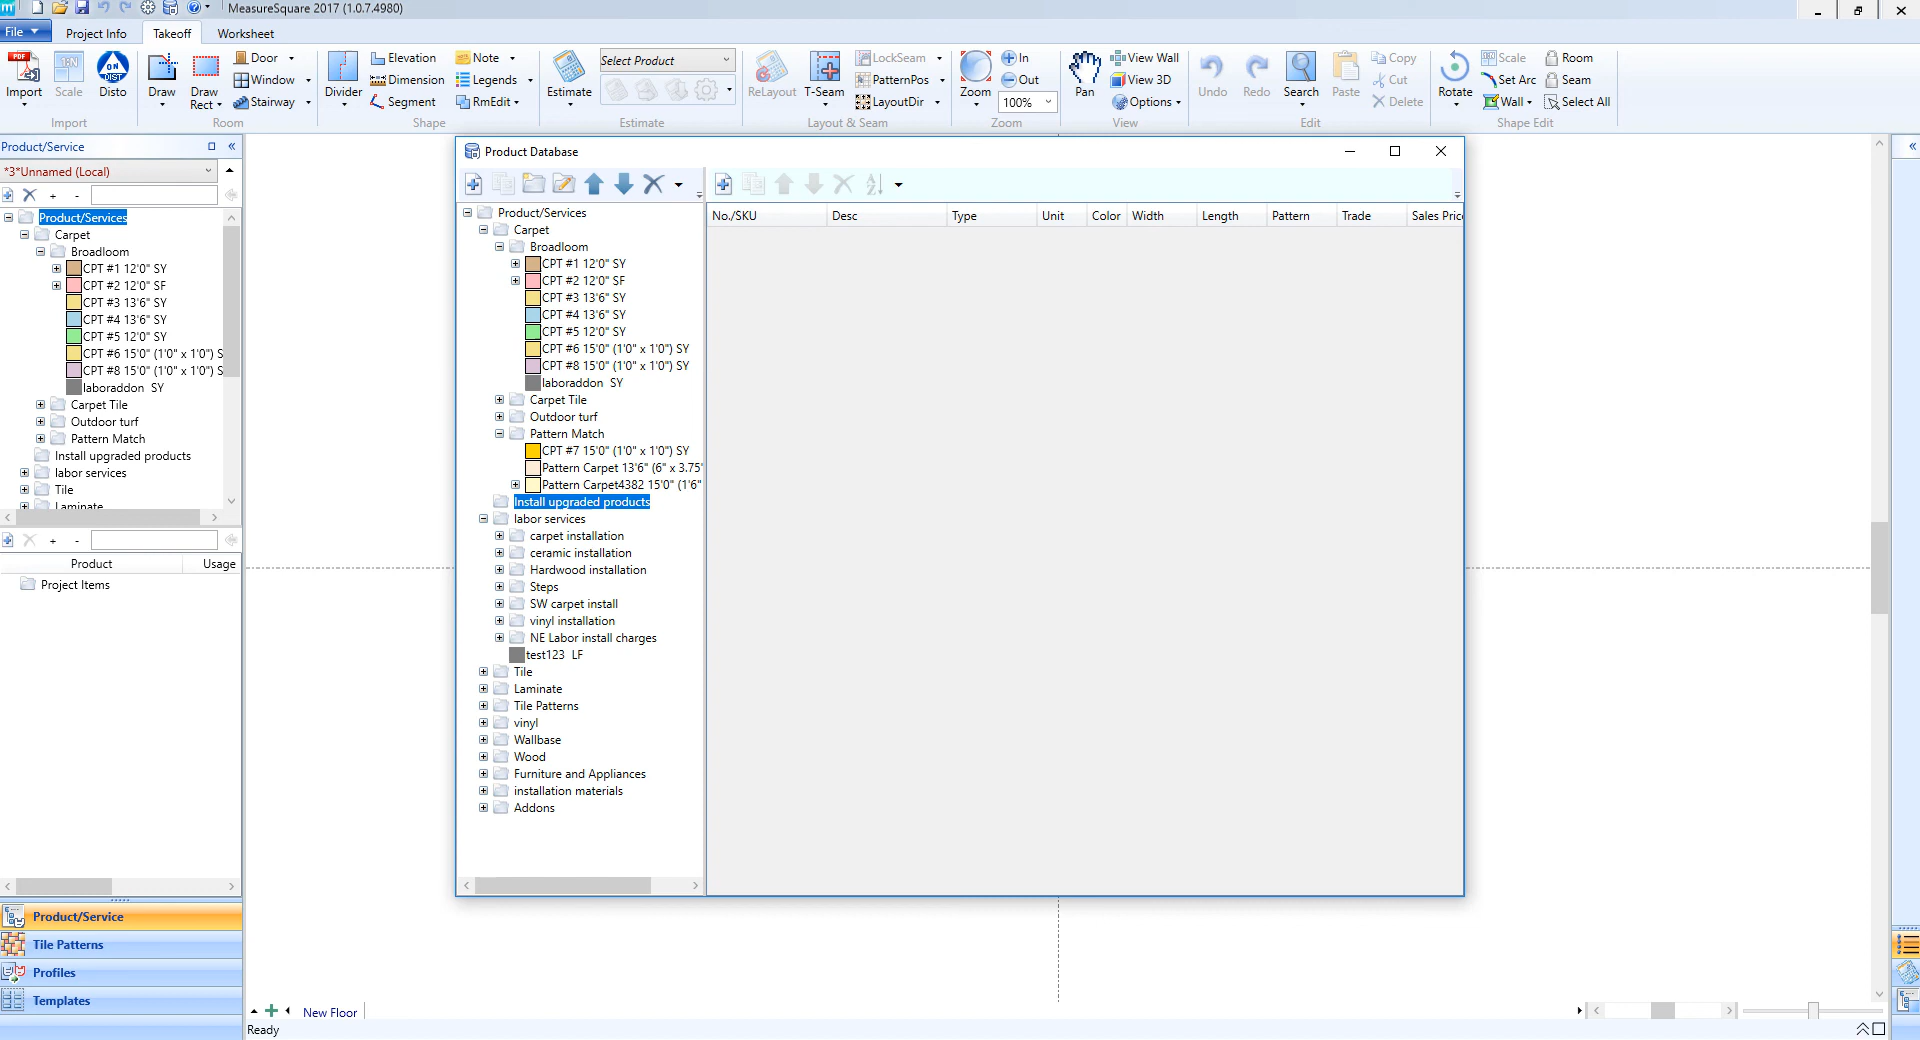 MeasureSquare 2017 (1.0.7.4980)
File
Project Info
Takeoff
Worksheet
Import
Scale
Disto
Draw
Draw Rect
Door
Window
Stairway
Divider
Elevation
Dimension
Segment
Note
Legends
RmEdit
Estimate
Select Product
ReLayout
T-Seam
LockSeam
PatternPos
LayoutDir
Zoom
In
Out
100%
Pan
View Wall
View 3D
Options
Undo
Redo
Search
Paste
Copy
Cut
Delete
Rotate
Scale
Set Arc
Wall
Room
Seam
Select All
Import
Room
Shape
Estimate
Layout & Seam
Zoom
View
Edit
Shape Edit
Product/Service
*3*Unnamed (Local)
Product/Services
Carpet
Broadloom
CPT #1 12'0" SY
CPT #2 12'0" SF
CPT #3 13'6" SY
CPT #4 13'6" SY
CPT #5 12'0" SY
CPT #6 15'0" (1'0" x 1'0") S
CPT #8 15'0" (1'0" x 1'0") S
laboraddon SY
Carpet Tile
Outdoor turf
Pattern Match
Install upgraded products
labor services
Tile
Laminate
Product
Usage
Project Items
Product/Service
Tile Patterns
Profiles
Templates
Product Database
Product/Services
Carpet
Broadloom
CPT #1 12'0" SY
CPT #2 12'0" SF
CPT #3 13'6" SY
CPT #4 13'6" SY
CPT #5 12'0" SY
CPT #6 15'0" (1'0" x 1'0") SY
CPT #8 15'0" (1'0" x 1'0") SY
laboraddon SY
Carpet Tile
Outdoor turf
Pattern Match
CPT #7 15'0" (1'0" x 1'0") SY
Pattern Carpet 13'6" (6" x 3.75"
Pattern Carpet4382 15'0" (1'6"
Install upgraded products
labor services
carpet installation
ceramic installation
Hardwood installation
Steps
SW carpet install
vinyl installation
NE Labor install charges
test123 LF
Tile
Laminate
Tile Patterns
vinyl
Wallbase
Wood
Furniture and Appliances
installation materials
Addons
No./SKU
Desc
Type
Unit
Color
Width
Length
Pattern
Trade
Sales Pric
New Floor
Ready